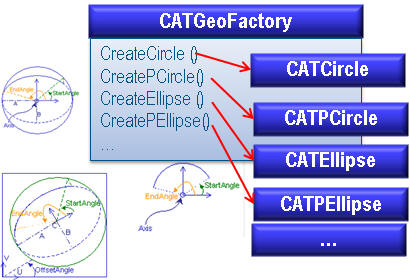 CATGeoFactory
CreateCircle ()
CreatePCircle()
CreateEllipse ()
CreatePEllipse()
...
CATCircle
CATPCircle
CATEllipse
CATPEllipse
...
EndAngle
StartAngle
A
B
Axis
EndAngle
StartAngle
Axis
StartAngle
EndAngle
A
C
B
V
U
OffsetAngle